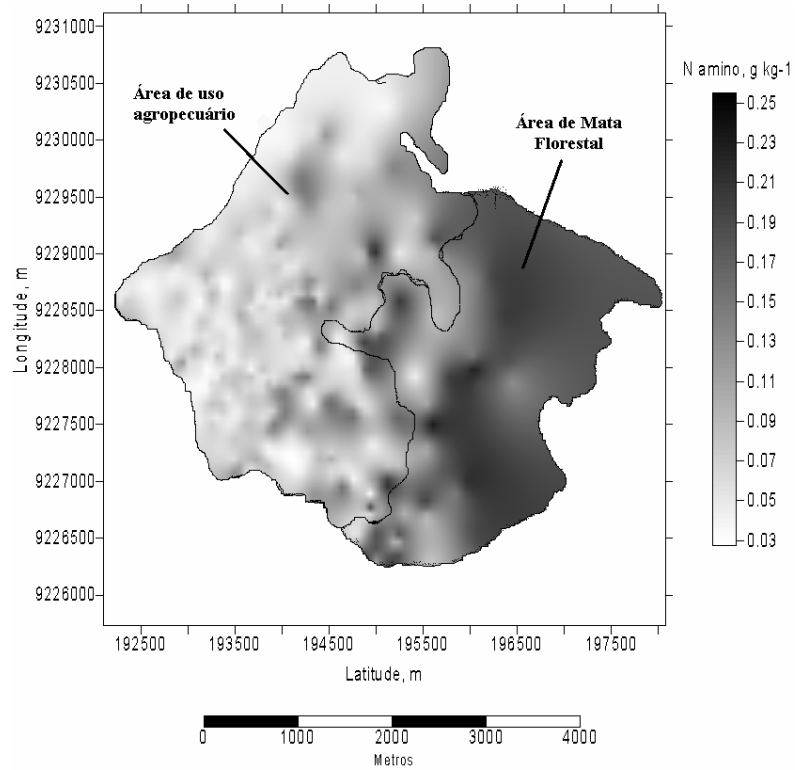 9231000
9230500
9230000
9229500
9229000
9228500
9228000
9227500
9227000
9226500
9226000
Longitude, m
Área de uso
agropecuário
Área de Mata
Florestal
N amino, g kg-1
0.25
0.23
0.21
0.19
0.17
0.15
0.13
0.11
0.09
0.07
0.05
0.03
192500 193500 194500 195500 196500 197500
Latitude, m
0 1000 2000 3000 4000
Metros